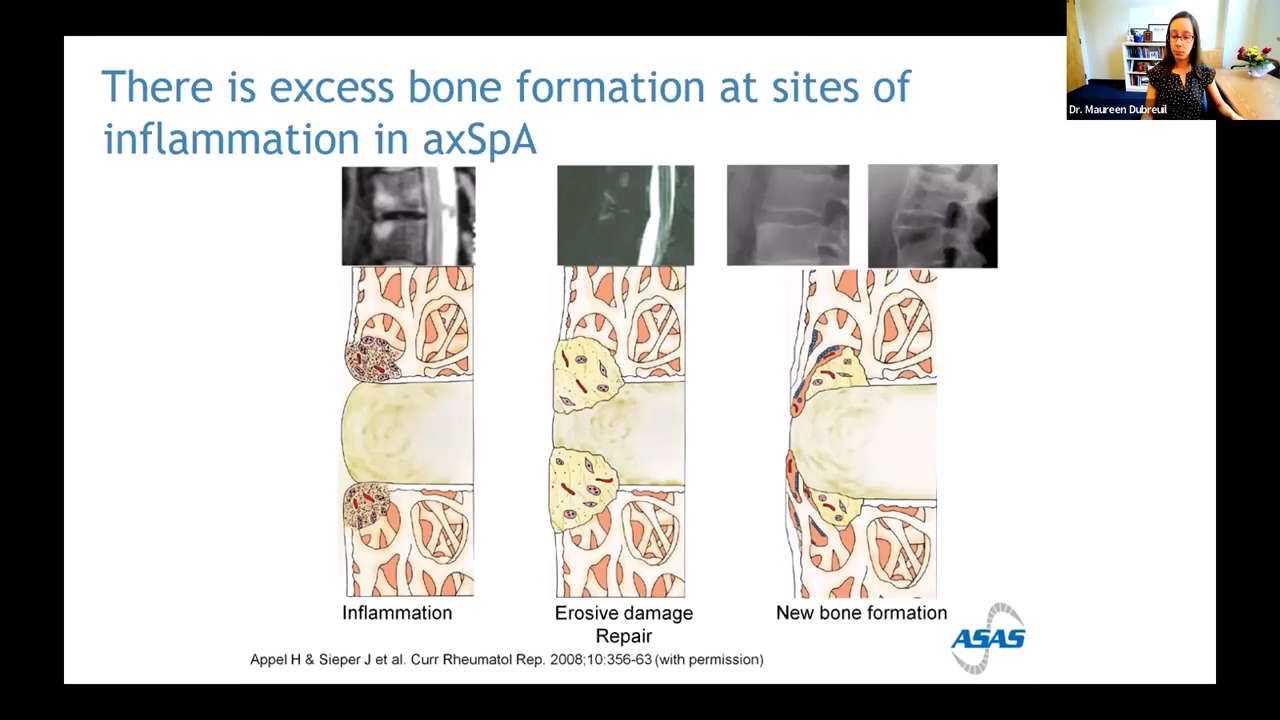 There is excess bone formation at sites of
inflammation in axSpA
Dr. Maureen Dubreuil
Inflammation
Erosive damage
Repair
New bone formation
ASAS
Appel H & Sieper J et al. Curr Rheumatol Rep. 2008;10:356-63 (with permission)